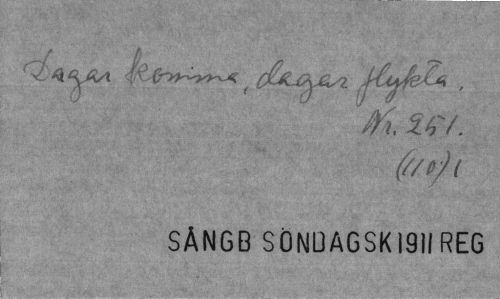 Dagar komma, dagar flykta.
Nr. 251.
(110) 1
SÅNGB SÖNDAGSK 1911 REG